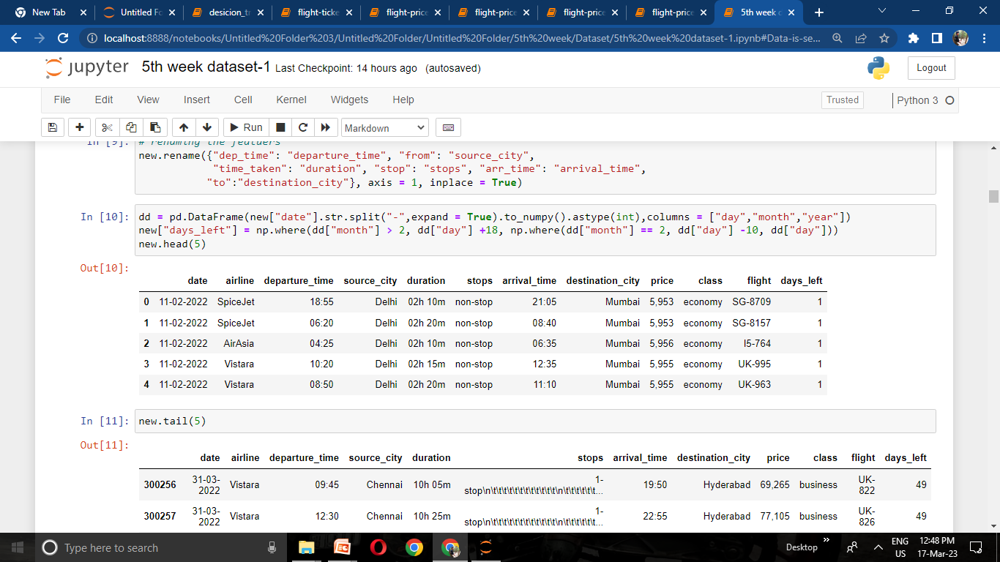 New Tab
Untitled Fo
desicion_tr
flight-ticke
flight-price
flight-price
flight-price
flight-price
5th week d
localhost:8888/notebooks/Untitled%20Folder%203/Untitled%20Folder/Untitled%20Folder/5th%20week/Dataset/5th%20week%20dataset-1.ipynb#Data-is-se...
jupyter 5th week dataset-1 Last Checkpoint: 14 hours ago (autosaved)
Logout
File Edit View Insert Cell Kernel Widgets Help
Trusted Python 3
Run Markdown
In [9]: # renaming the featuers
new.rename({"dep_time": "departure_time", "from": "source_city",
"time_taken": "duration", "stop": "stops", "arr_time": "arrival_time",
"to":"destination_city"}, axis = 1, inplace = True)
In [10]: dd = pd.DataFrame(new["date"].str.split("-",expand = True).to_numpy().astype(int),columns = ["day","month","year"])
new["days_left"] = np.where(dd["month"] > 2, dd["day"] +18, np.where(dd["month"] == 2, dd["day"] -10, dd["day"]))
new.head(5)
Out[10]:
date airline departure_time source_city duration stops arrival_time destination_city price class flight days_left
0 11-02-2022 SpiceJet 18:55 Delhi 02h 10m non-stop 21:05 Mumbai 5,953 economy SG-8709 1
1 11-02-2022 SpiceJet 06:20 Delhi 02h 20m non-stop 08:40 Mumbai 5,953 economy SG-8157 1
2 11-02-2022 AirAsia 04:25 Delhi 02h 10m non-stop 06:35 Mumbai 5,956 economy I5-764 1
3 11-02-2022 Vistara 10:20 Delhi 02h 15m non-stop 12:35 Mumbai 5,955 economy UK-995 1
4 11-02-2022 Vistara 08:50 Delhi 02h 20m non-stop 11:10 Mumbai 5,955 economy UK-963 1
In [11]: new.tail(5)
Out[11]:
date airline departure_time source_city duration stops arrival_time destination_city price class flight days_left
300256 31-03-2022 Vistara 09:45 Chennai 10h 05m 1-stop\n\t\t\t\t\t\t\t\t\t\t\t\t\n\t\t\t\t\t... 19:50 Hyderabad 69,265 business UK-822 49
300257 31-03-2022 Vistara 12:30 Chennai 10h 25m 1-stop\n\t\t\t\t\t\t\t\t\t\t\t\t\n\t\t\t\t\t... 22:55 Hyderabad 77,105 business UK-826 49
Type here to search
Desktop
ENG
US
12:48 PM
17-Mar-23